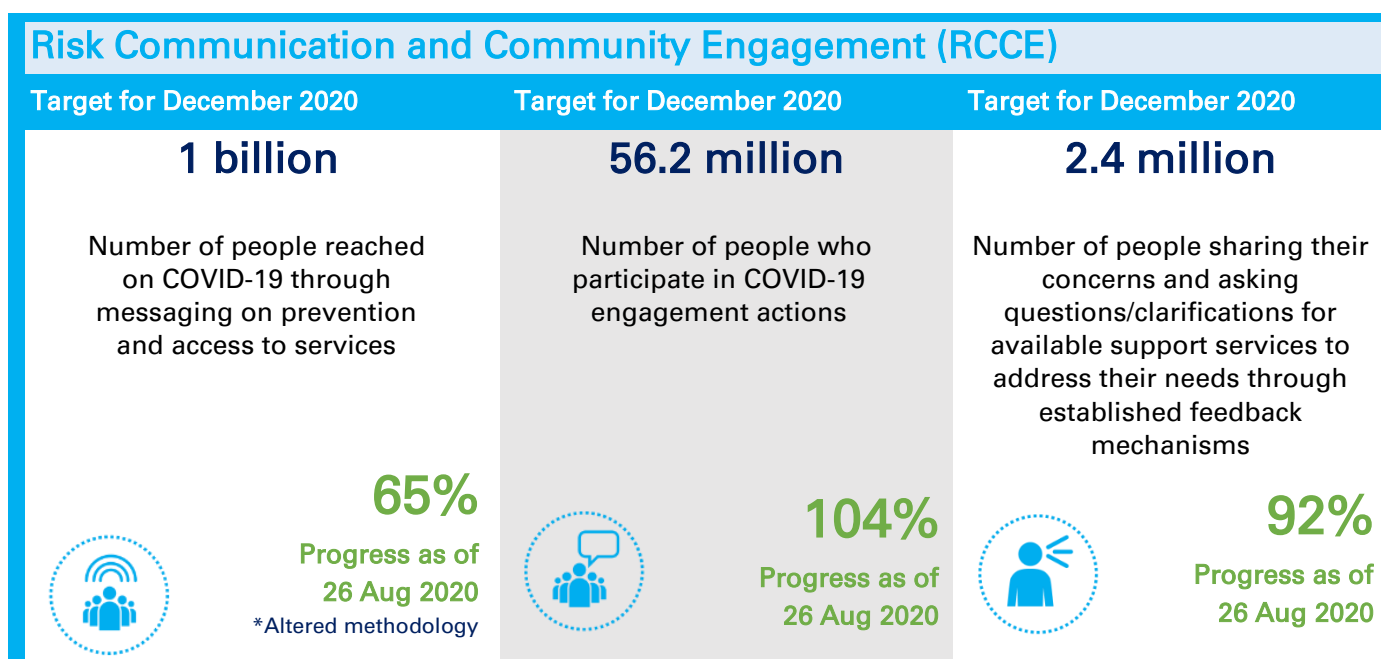 Risk Communication and Community Engagement (RCCE)
Target for December 2020
1 billion
Number of people reached
on COVID-19 through
messaging on prevention
and access to services
65%
Progress as of
26 Aug 2020
*Altered methodology
Target for December 2020
56.2 million
Number of people who
participate in COVID-19
engagement actions
104%
Progress as of
26 Aug 2020
Target for December 2020
2.4 million
Number of people sharing their
concerns and asking
questions/clarifications for
available support services to
address their needs through
established feedback
mechanisms
92%
Progress as of
26 Aug 2020